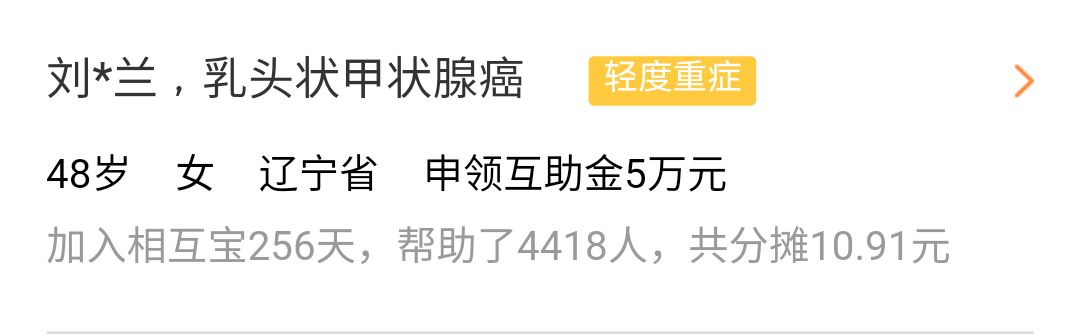 刘*兰，乳头状甲状腺癌 轻度重症
48岁 女 辽宁省 申领互助金5万元
加入相互宝256天，帮助了4418人，共分摊10.91元